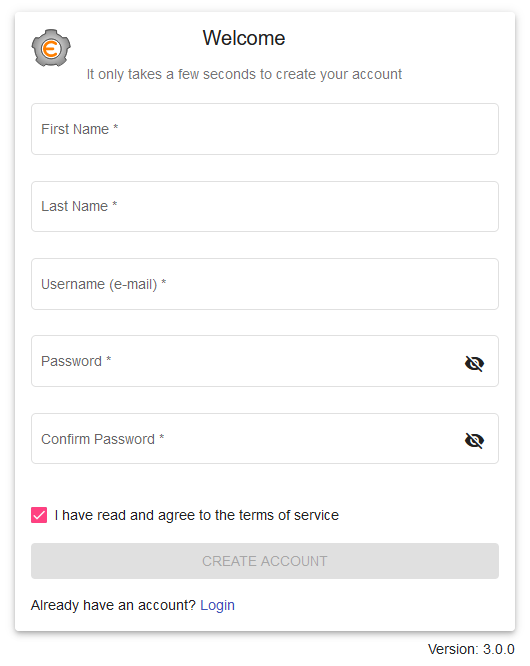 Welcome
It only takes a few seconds to create your account
First Name *
Last Name *
Username (e-mail) *
Password *
Confirm Password *
I have read and agree to the terms of service
CREATE ACCOUNT
Already have an account? Login
Version: 3.0.0